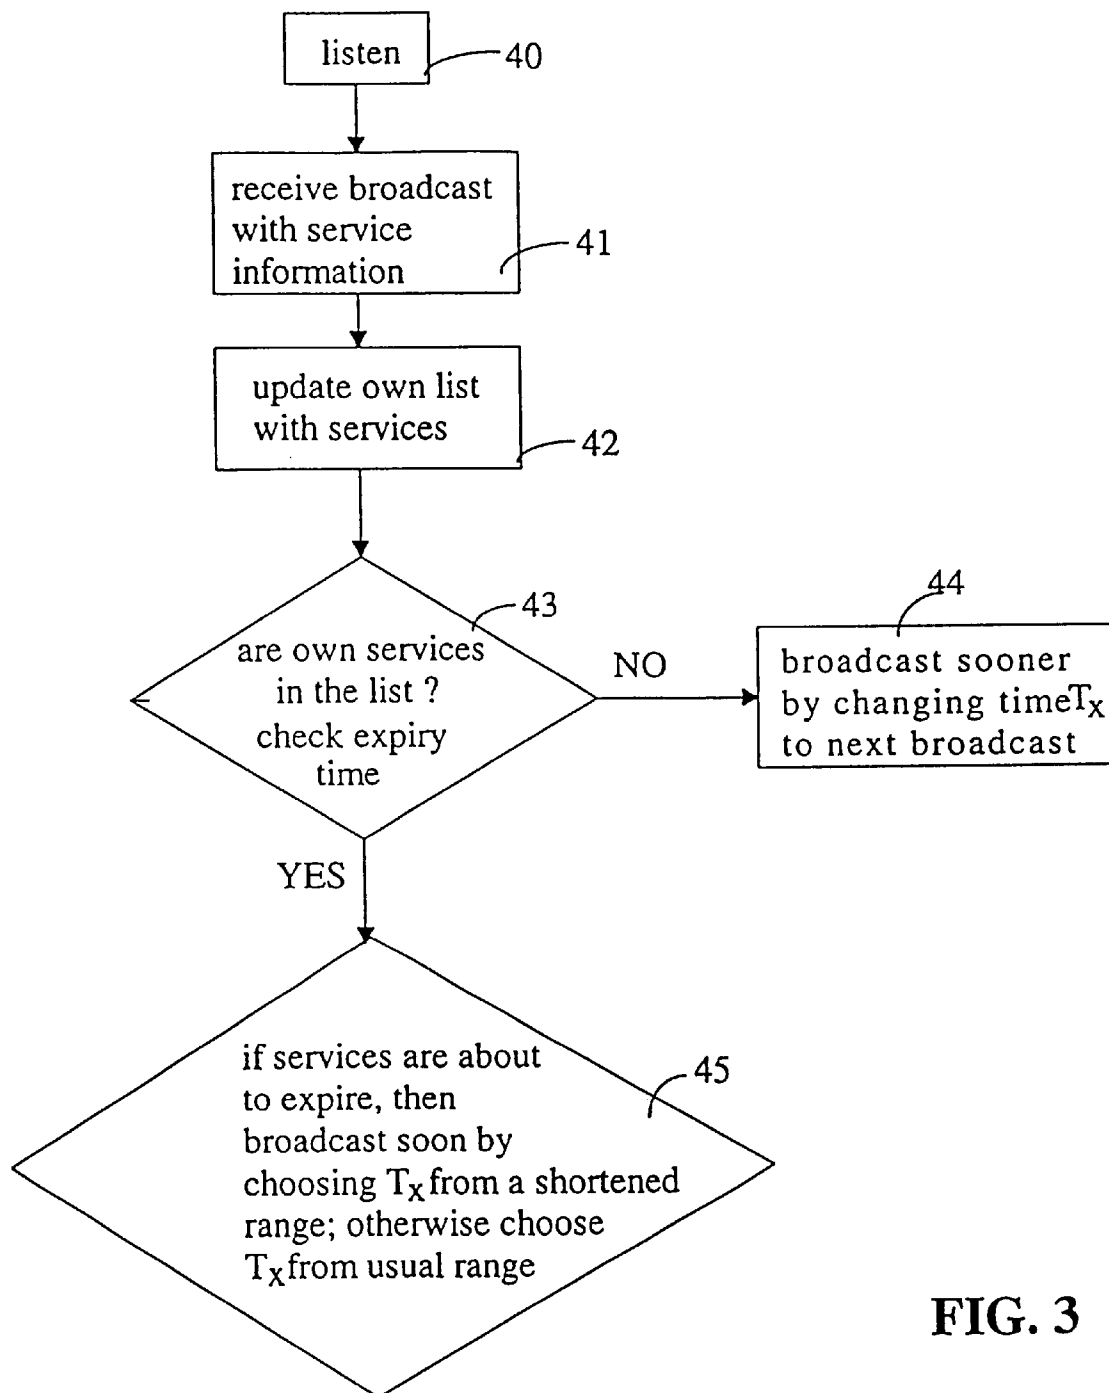 listen
40
receive broadcast
with service
information
41
update own list
with services
42
43
are own services
in the list ?
check expiry
time
NO
44
broadcast sooner
by changing timeTx
to next broadcast
YES
45
if services are about
to expire, then
broadcast soon by
choosing Tx from a shortened
range; otherwise choose
Tx from usual range
FIG. 3